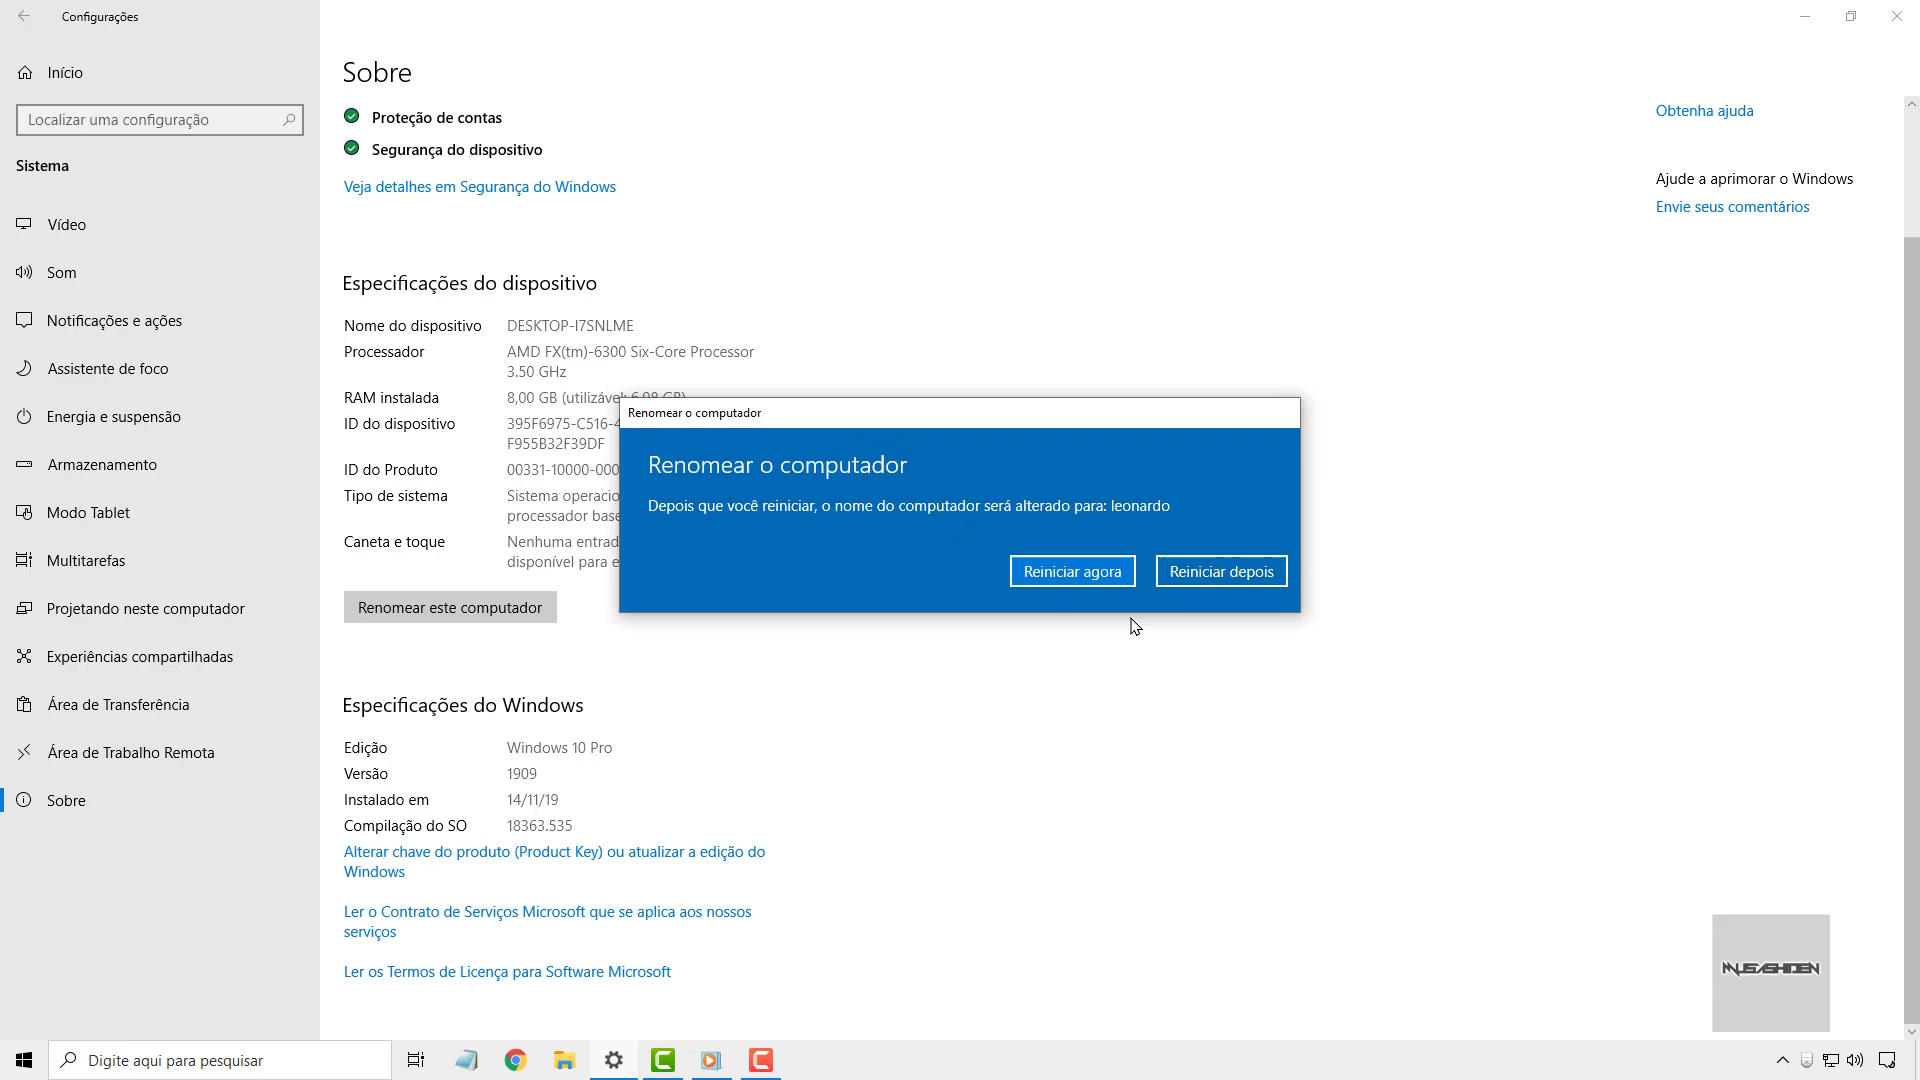 Configurações
Início
Localizar uma configuração
Sistema
Vídeo
Som
Notificações e ações
Assistente de foco
Energia e suspensão
Armazenamento
Modo Tablet
Multitarefas
Projetando neste computador
Experiências compartilhadas
Área de Transferência
Área de Trabalho Remota
Sobre
Sobre
Proteção de contas
Segurança do dispositivo
Veja detalhes em Segurança do Windows
Especificações do dispositivo
Nome do dispositivo DESKTOP-I7SNLME
Processador AMD FX(tm)-6300 Six-Core Processor
3.50 GHz
RAM instalada 8,00 GB (utilizável: 6,98 GB)
ID do dispositivo 395F6975-C516-4
F955B32F39DF
ID do Produto 00331-10000-000
Tipo de sistema Sistema operacio
processador base
Caneta e toque Nenhuma entrad
disponível para e
Renomear este computador
Renomear o computador
Renomear o computador
Depois que você reiniciar, o nome do computador será alterado para: leonardo
Reiniciar agora
Reiniciar depois
Especificações do Windows
Edição Windows 10 Pro
Versão 1909
Instalado em 14/11/19
Compilação do SO 18363.535
Alterar chave do produto (Product Key) ou atualizar a edição do
Windows
Ler o Contrato de Serviços Microsoft que se aplica aos nossos
serviços
Ler os Termos de Licença para Software Microsoft
Obtenha ajuda
Ajude a aprimorar o Windows
Envie seus comentários
Digite aqui para pesquisar